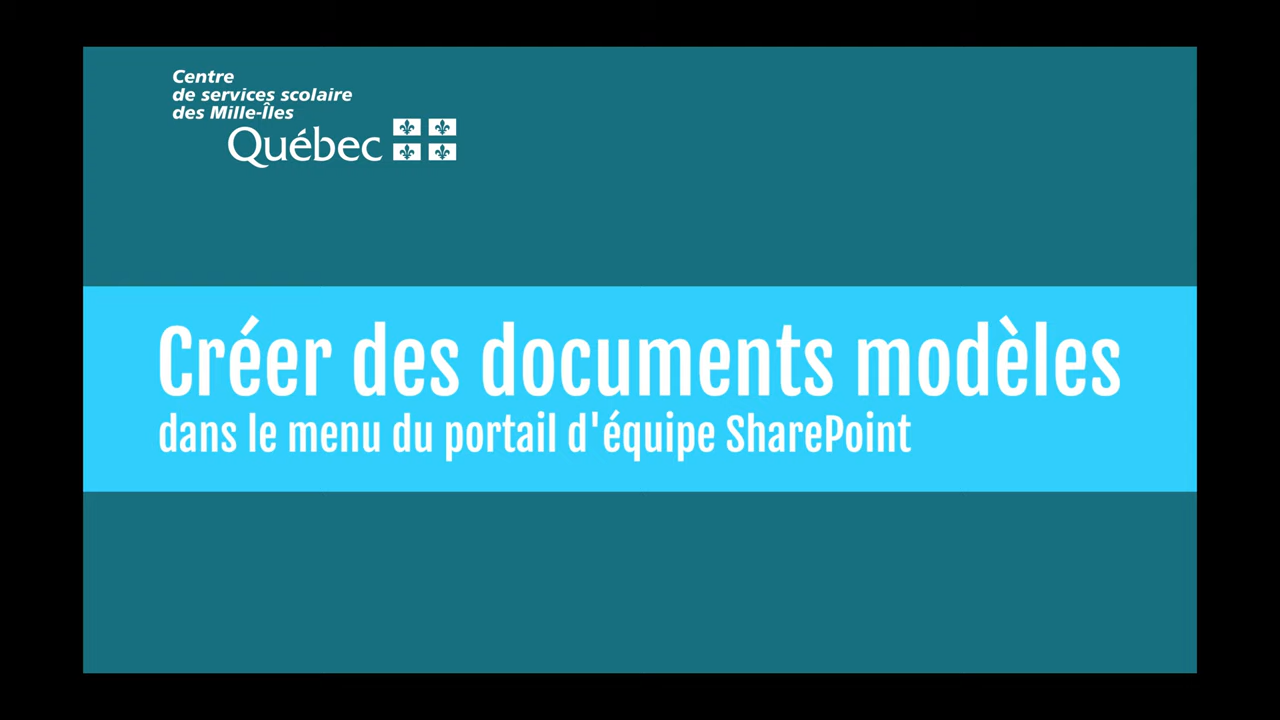 Centre
de services scolaire
des Mille-Îles
Québec
Créer des documents modèles
dans le menu du portail d'équipe SharePoint